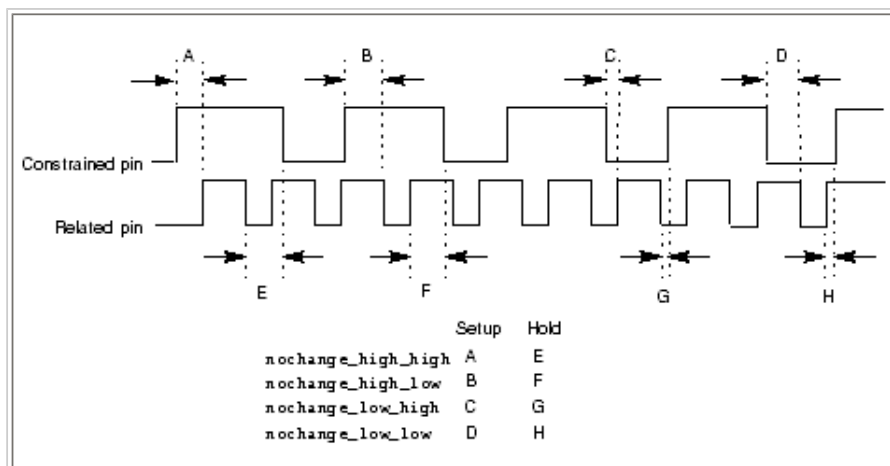 A B C D
Constrained pin
Related pin
E F G H
Setup Hold
nochange_high_high A E
nochange_high_low B F
nochange_low_high C G
nochange_low_low D H